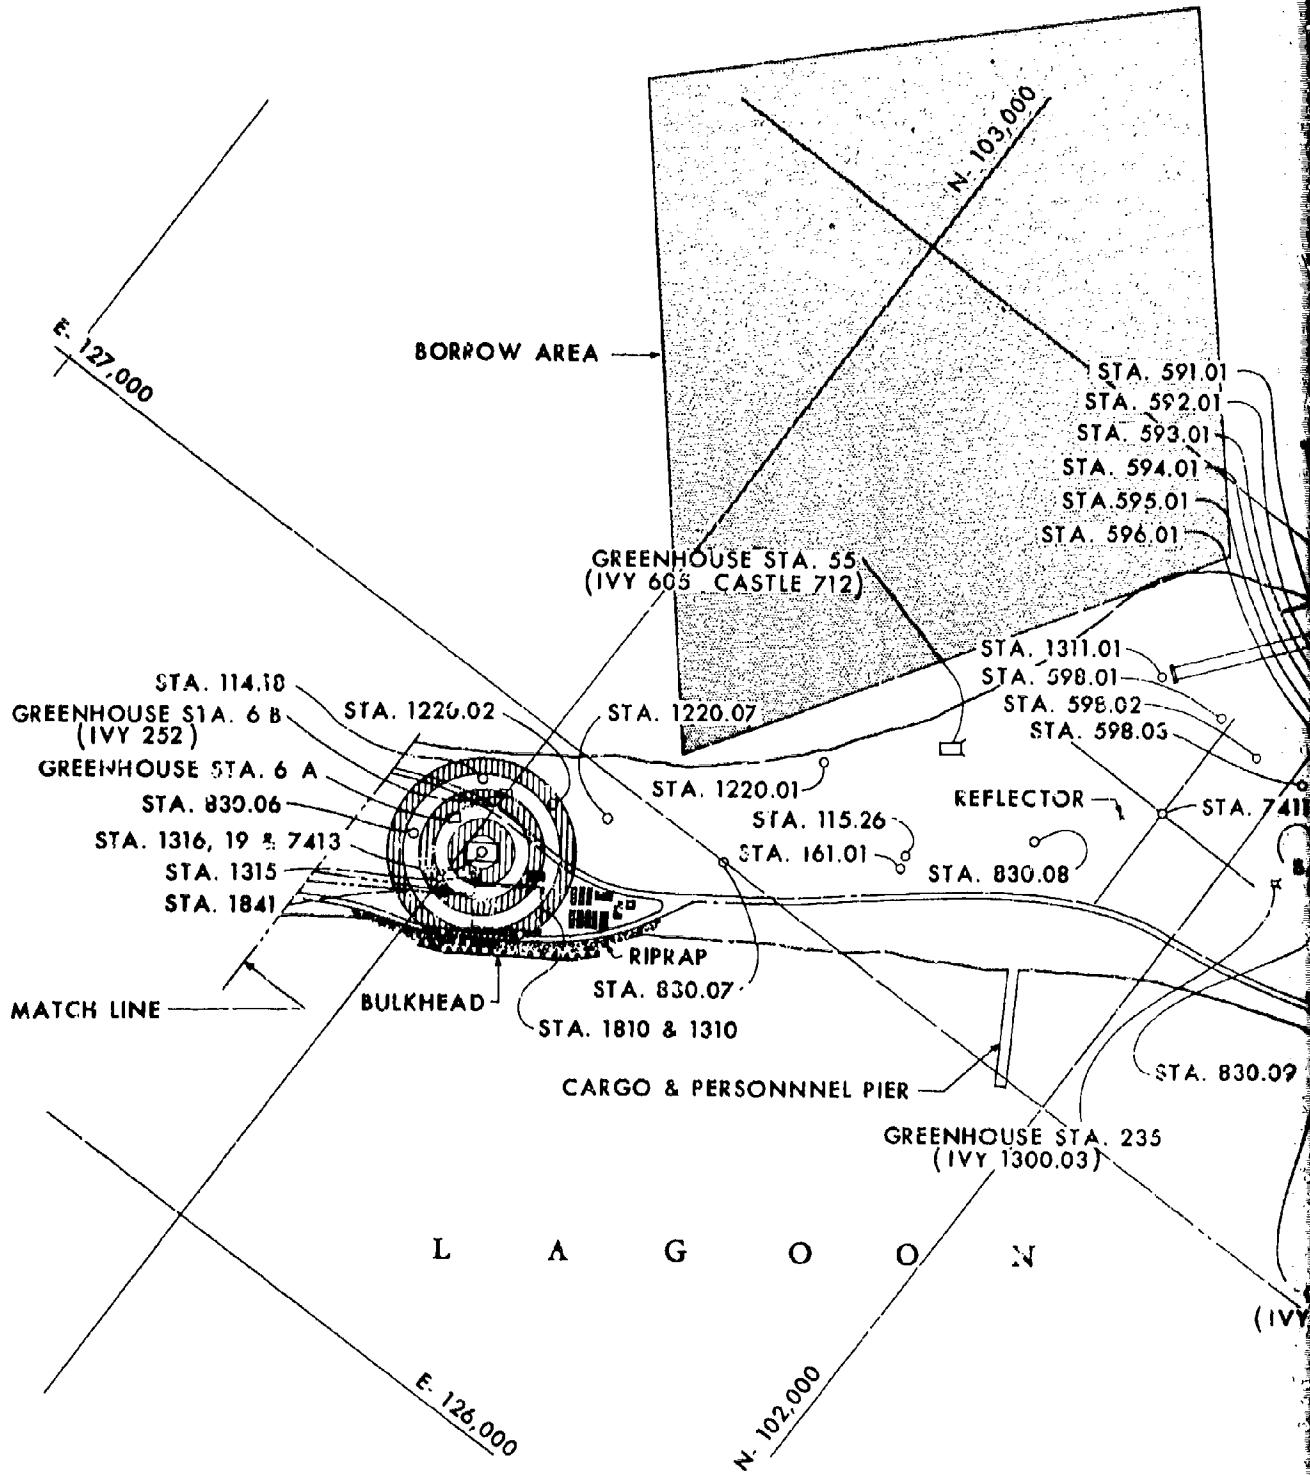 N- 103,000
E- 127,000
BORROW AREA
STA. 591.01
STA. 592.01
STA. 593.01
STA. 594.01
STA. 595.01
STA. 596.01
GREENHOUSE STA. 55
(IVY 605 CASTLE 712)
STA. 1311.01
STA. 598.01
STA. 598.02
STA. 598.03
STA. 114.10
GREENHOUSE STA. 6 B
(IVY 252)
STA. 1220.02
STA. 1220.07
GREENHOUSE STA. 6 A
STA. 1220.01
STA. 830.06
STA. 115.26
REFLECTOR
STA. 7411
STA. 1316, 19 & 7413
STA. 161.01
STA. 1315
STA. 830.08
STA. 1841
RIPRAP
STA. 830.07
MATCH LINE
BULKHEAD
STA. 1810 & 1310
CARGO & PERSONNNEL PIER
STA. 830.09
GREENHOUSE STA. 235
(IVY 1300.03)
LAGOON
(IVY
E- 126,000
N- 102,000